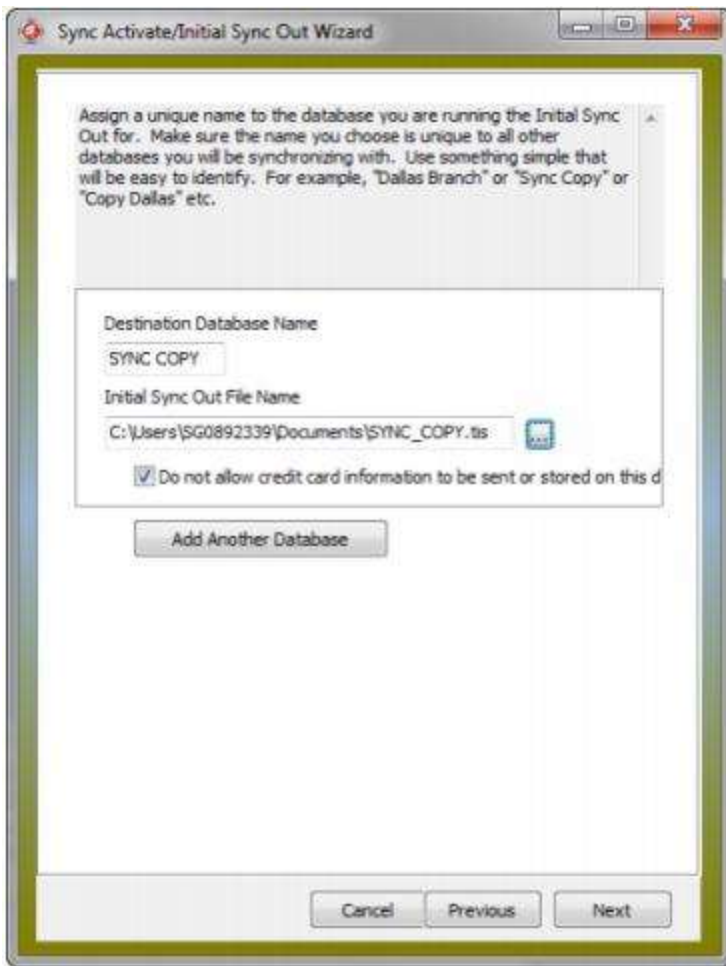 Sync Activate/Initial Sync Out Wizard
Assign a unique name to the database you are running the Initial Sync
Out for. Make sure the name you choose is unique to all other
databases you will be synchronizing with. Use something simple that
will be easy to identify. For example, "Dallas Branch" or "Sync Copy" or
"Copy Dallas" etc.
Destination Database Name
SYNC COPY
Initial Sync Out File Name
C:\Users\SG0892339\Documents\SYNC_COPY.tis
...
Do not allow credit card information to be sent or stored on this d
Add Another Database
Cancel
Previous
Next